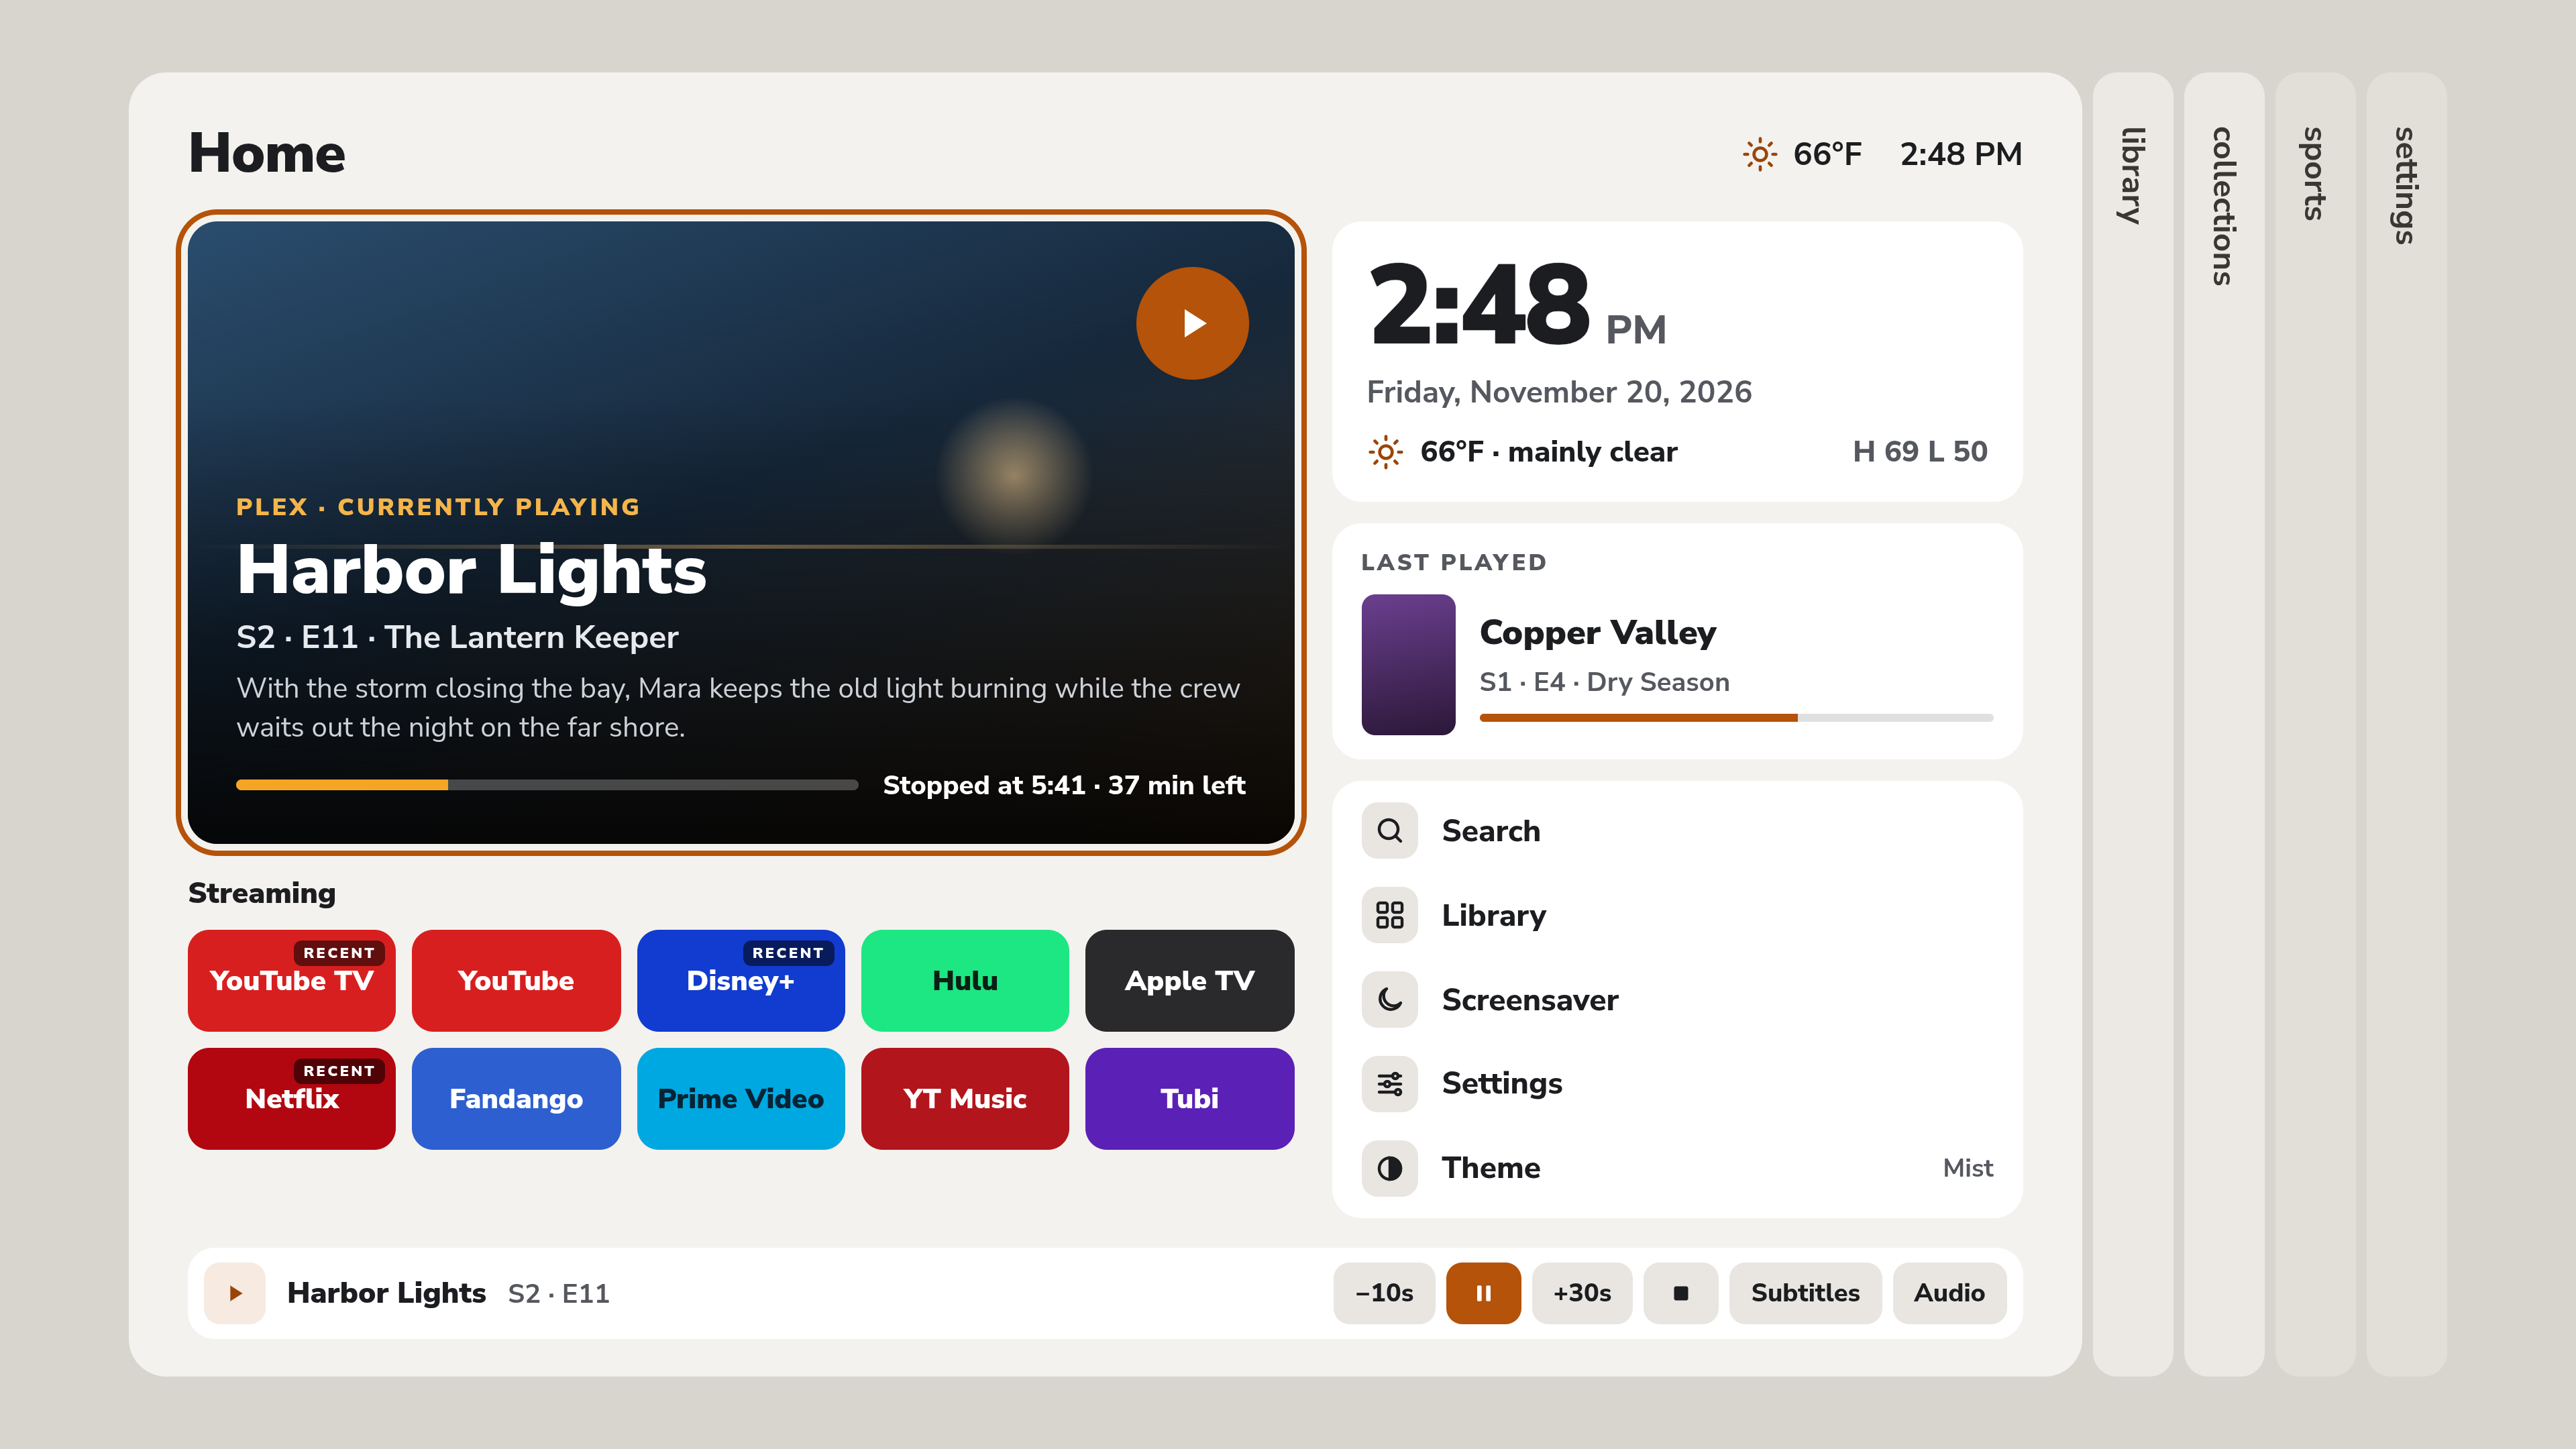 Home
66°F 2:48 PM
PLEX · CURRENTLY PLAYING
Harbor Lights
S2 · E11 · The Lantern Keeper
With the storm closing the bay, Mara keeps the old light burning while the crew
waits out the night on the far shore.
Stopped at 5:41 · 37 min left
Streaming
RECENT
YouTube TV
YouTube
RECENT
Disney+
Hulu
Apple TV
RECENT
Netflix
Fandango
Prime Video
YT Music
Tubi
2:48 PM
Friday, November 20, 2026
66°F · mainly clear H 69 L 50
LAST PLAYED
Copper Valley
S1 · E4 · Dry Season
Search
Library
Screensaver
Settings
Theme Mist
Harbor Lights S2 · E11
−10s
+30s
Subtitles
Audio
library
collections
sports
settings